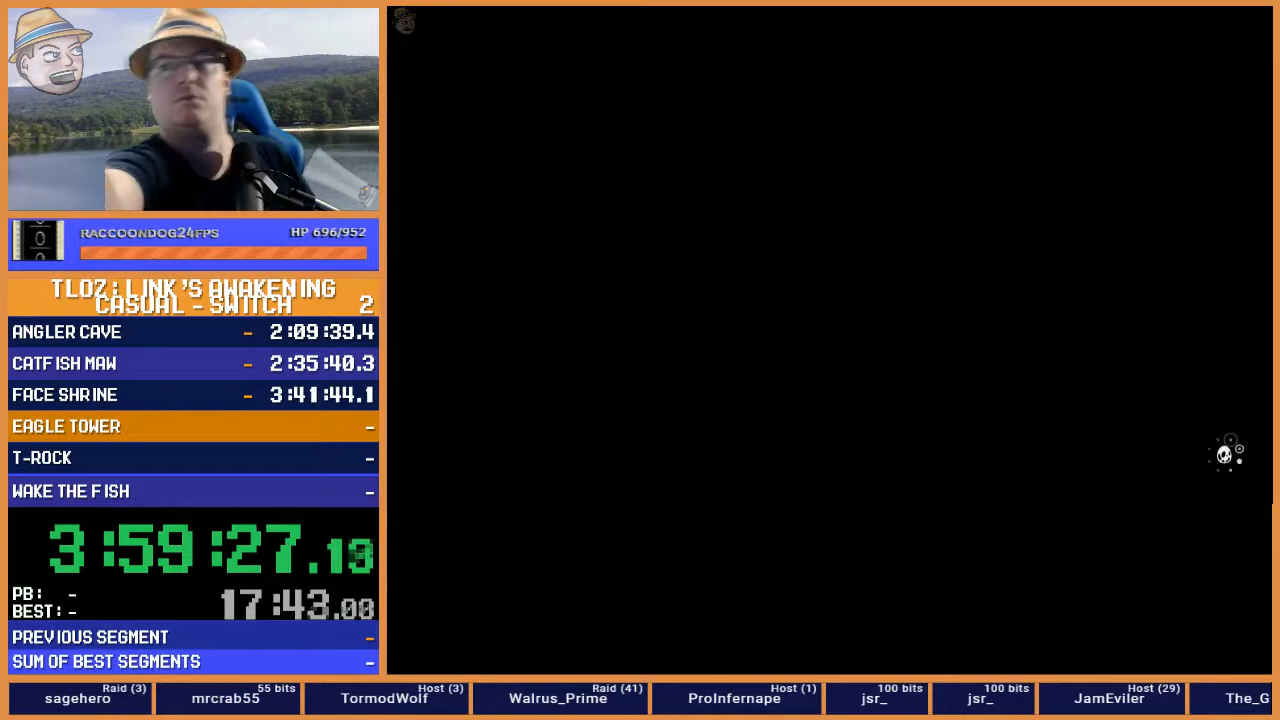 RACCOONDOG24FPS HP 696/952
0
TLOZ: LINK'S AWAKENING
CASUAL - SWITCH 2
ANGLER CAVE - 2:09:39.4
CATFISH MAW - 2:35:40.3
FACE SHRINE - 3:41:44.1
EAGLE TOWER -
T-ROCK -
WAKE THE FISH -
3:59:27.19
PB: -
BEST: -
17:43.00
PREVIOUS SEGMENT -
SUM OF BEST SEGMENTS -
Raid (3) 55 bits Host (3) Raid (41) Host (1) 100 bits 100 bits Host (29)
sagehero mrcrab55 TormodWolf Walrus_Prime ProInfernape jsr_ jsr_ JamEviler The_G